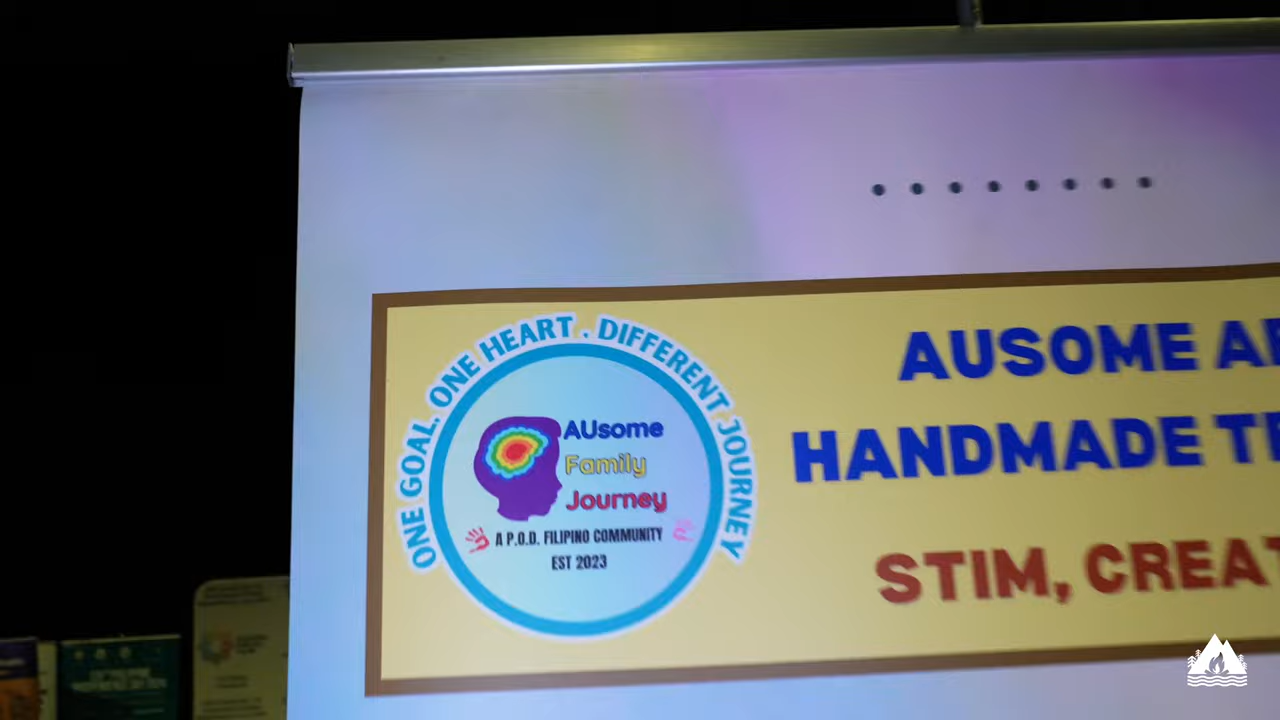 ONE GOAL. ONE HEART . DIFFERENT JOURNEY
AUsome
Family
Journey
A P.O.D. FILIPINO COMMUNITY
EST 2023
AUSOME
HANDMADE
STIM,